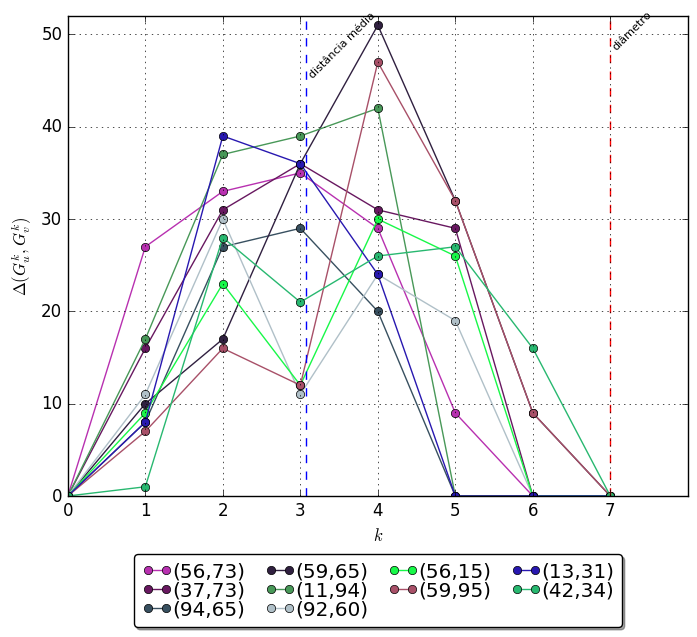 distância média
diâmetro
50
40
30
20
10
0
0 1 2 3 4 5 6 7
Δ(G_u^k, G_v^k)
k
(56,73) (59,65) (56,15) (13,31)
(37,73) (11,94) (59,95) (42,34)
(94,65) (92,60)